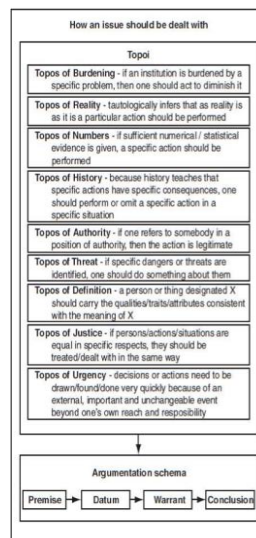 How an issue should be dealt with
Topoi
Topos of Burdening - if an institution is burdened by a
specific problem, then one should act to diminish it
Topos of Reality - tautologically infers that as reality is
as it is a particular action should be performed
Topos of Numbers - if sufficient numerical / statistical
evidence is given, a specific action should be
performed
Topos of History - because history teaches that
specific actions have specific consequences, one
should perform or omit a specific action in a
specific situation
Topos of Authority - if one refers to somebody in a
position of authority, then the action is legitimate
Topos of Threat - if specific dangers or threats are
identified, one should do something about them
Topos of Definition - a person or thing designated X
should carry the qualities/traits/attributes consistent
with the meaning of X
Topos of Justice - if persons/actions/situations are
equal in specific respects, they should be
treated/dealt with in the same way
Topos of Urgency - decisions or actions need to be
drawn/found/done very quickly because of an
external, important and unchangeable event
beyond one's own reach and resposibility
Argumentation schema
Premise Datum Warrant Conclusion